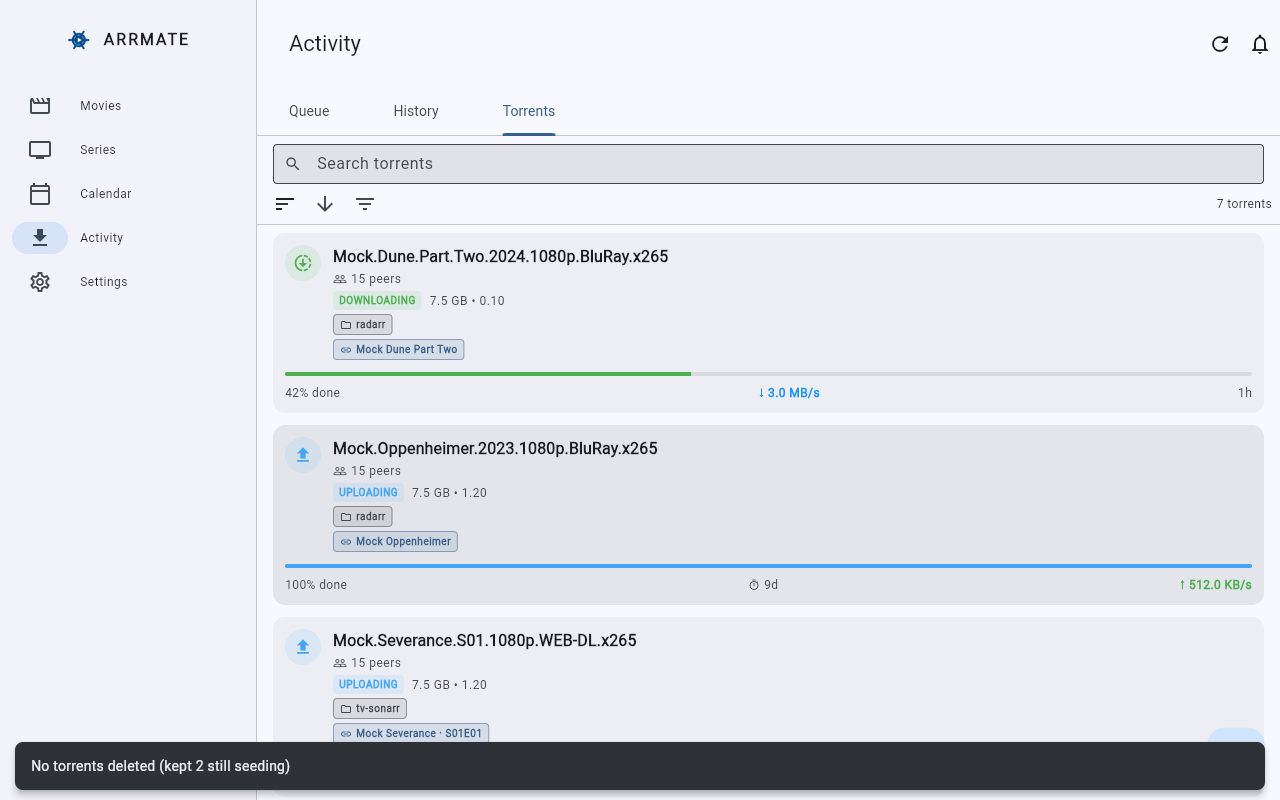 ARRMATE
Movies
Series
Calendar
Activity
Settings
Activity
Queue
History
Torrents
Search torrents
7 torrents
Mock.Dune.Part.Two.2024.1080p.BluRay.x265
15 peers
DOWNLOADING 7.5 GB • 0.10
radarr
Mock Dune Part Two
42% done ↓ 3.0 MB/s 1h
Mock.Oppenheimer.2023.1080p.BluRay.x265
15 peers
UPLOADING 7.5 GB • 1.20
radarr
Mock Oppenheimer
100% done 9d ↑ 512.0 KB/s
Mock.Severance.S01.1080p.WEB-DL.x265
15 peers
UPLOADING 7.5 GB • 1.20
tv-sonarr
Mock Severance · S01E01
No torrents deleted (kept 2 still seeding)